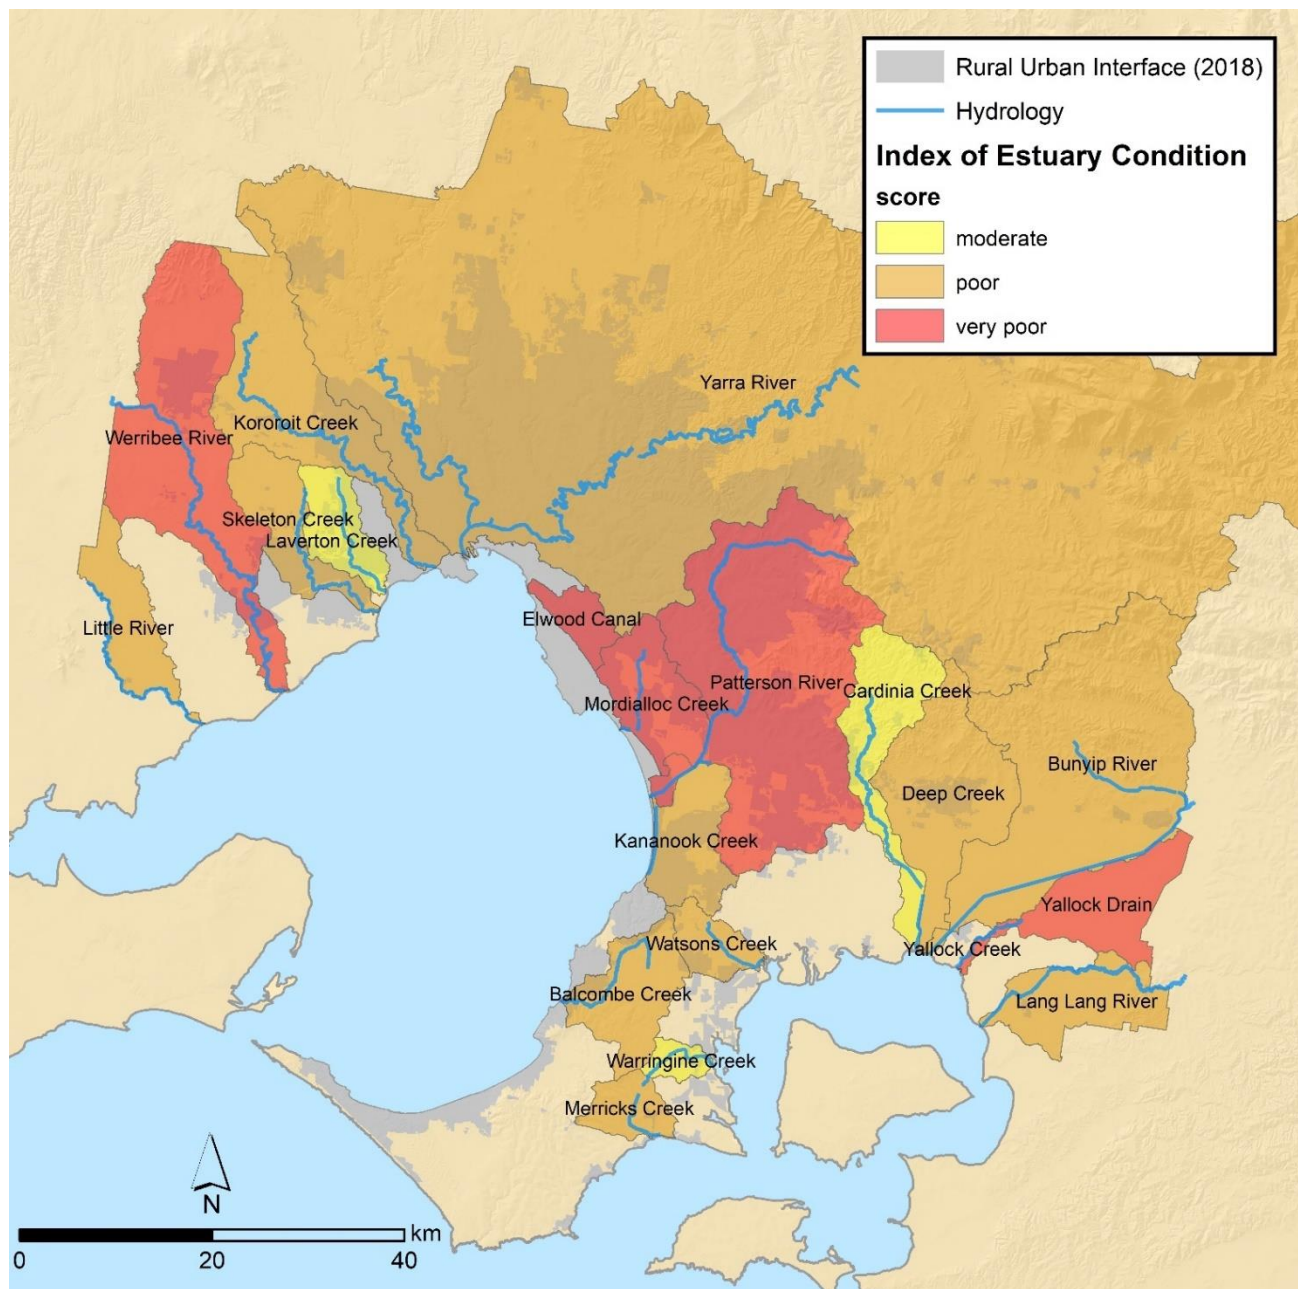 Rural Urban Interface (2018)
Hydrology
Index of Estuary Condition
score
moderate
poor
very poor
Yarra River
Kororoit Creek
Werribee River
Skeleton Creek
Laverton Creek
Little River
Elwood Canal
Mordialloc Creek
Patterson River
Cardinia Creek
Bunyip River
Deep Creek
Kananook Creek
Yallock Drain
Watsons Creek
Yallock Creek
Balcombe Creek
Lang Lang River
Warringine Creek
Merricks Creek
N
km
0 20 40